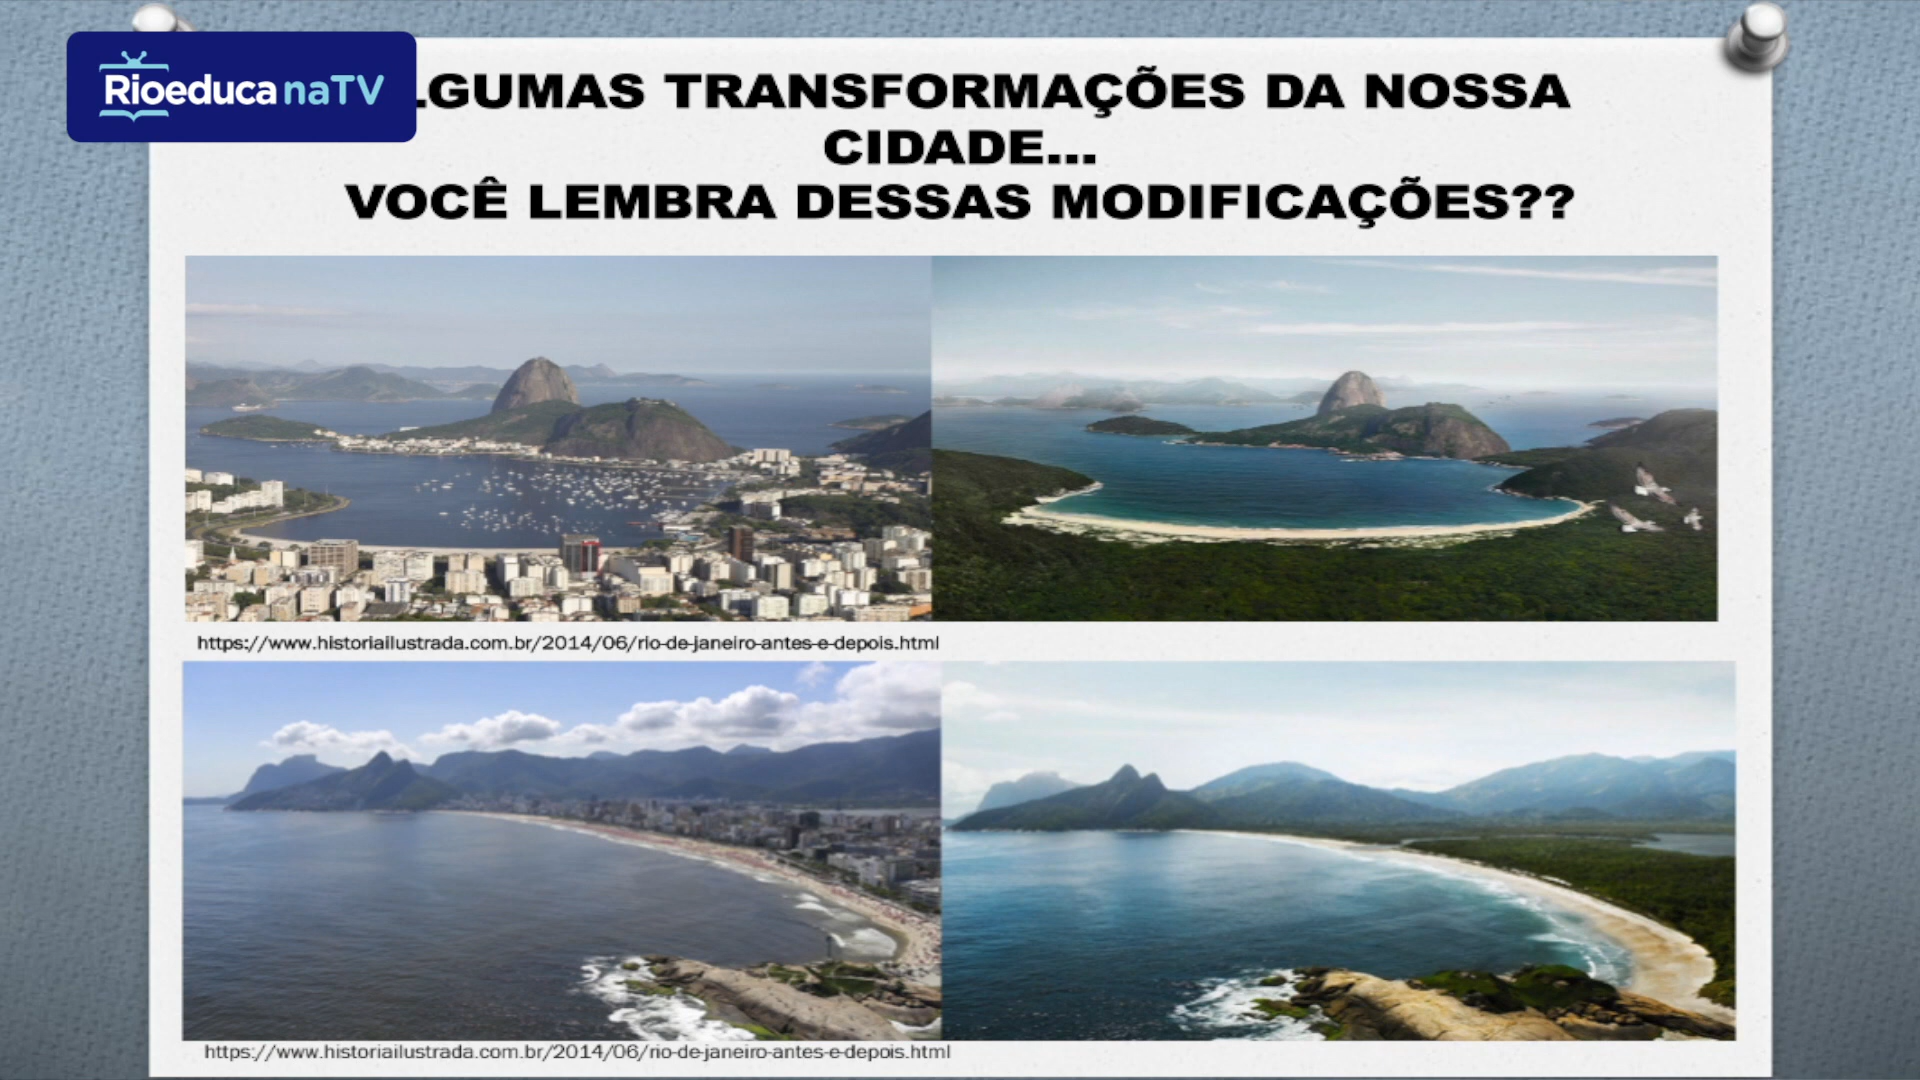 Rioeduca naTV
LGUMAS TRANSFORMAÇÕES DA NOSSA
CIDADE...
VOCÊ LEMBRA DESSAS MODIFICAÇÕES??
https://www.historiailustrada.com.br/2014/06/rio-de-janeiro-antes-e-depois.html
https://www.historiailustrada.com.br/2014/06/rio-de-janeiro-antes-e-depois.html